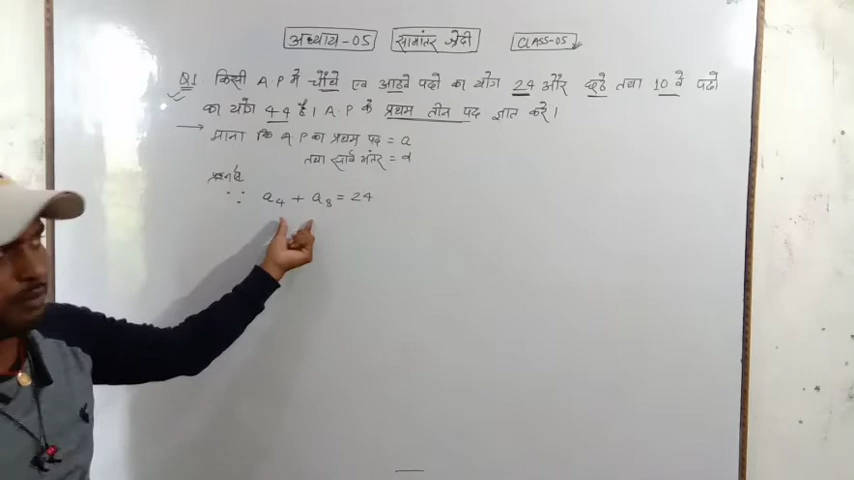 अध्याय-05 सामांतर श्रेढी CLASS-05
Q1 किसी A P में चौथे एवं आठवे पदों का योग 24 और छठे तथा 10 वें पदों
का योग 44 है। A.P के प्रथम तीन पद ज्ञात करें।
→ माना कि A P का प्रथम पद = a
तथा सार्व अंतर = d
प्रश्न से
∵ a₄ + a₈ = 24